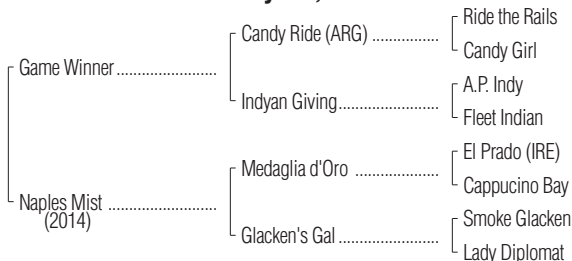 Ride the Rails
Candy Ride (ARG) ................
Candy Girl
Game Winner ........................
A.P. Indy
Indyan Giving........................
Fleet Indian
El Prado (IRE)
Medaglia d'Oro ....................
Cappucino Bay
Naples Mist ..........................
(2014)
Smoke Glacken
Glacken's Gal ........................
Lady Diplomat